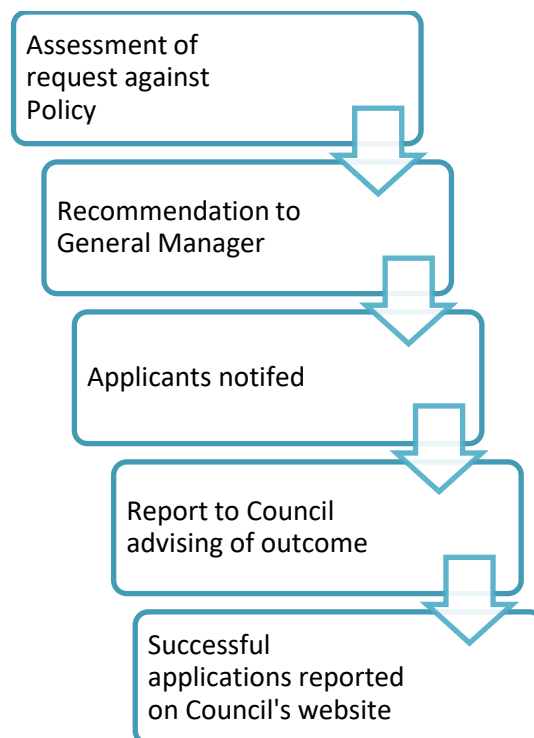 Assessment of
request against
Policy
Recommendation to
General Manager
Applicants notifed
Report to Council
advising of outcome
Successful
applications reported
on Council's website